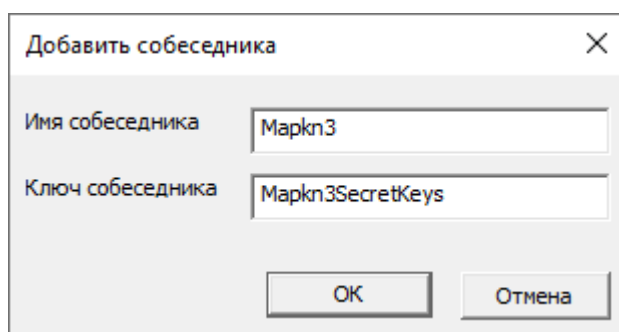 Добавить собеседника
Имя собеседника Mapkn3
Ключ собеседника Mapkn3SecretKeys
OK Отмена